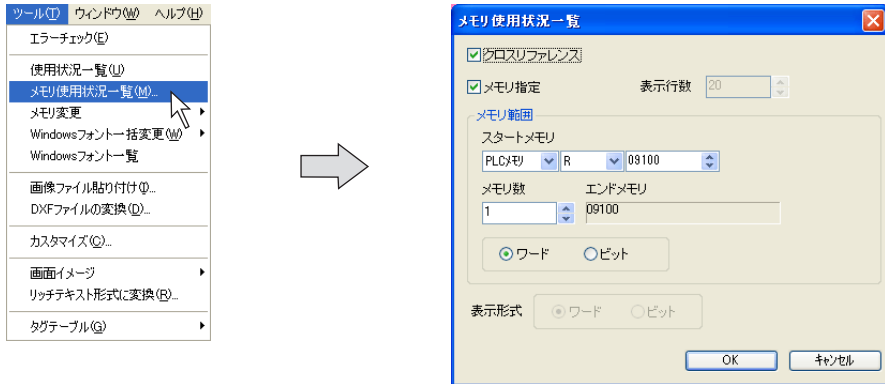 ツール(T) ウィンドウ(W) ヘルプ(H)
エラーチェック(E)
使用状況一覧(U)
メモリ使用状況一覧(M)...
メモリ変更
Windowsフォント一括変更(W)
Windowsフォント一覧
画像ファイル貼り付け(I)...
DXFファイルの変換(D)...
カスタマイズ(C)...
画面イメージ
リッチテキスト形式に変換(R)...
タグテーブル(G)
メモリ使用状況一覧
クロスリファレンス
メモリ指定 表示行数 20
メモリ範囲
スタートメモリ
PLCメモリ R 09100
メモリ数 エンドメモリ
1 09100
ワード ビット
表示形式 ワード ビット
OK キャンセル